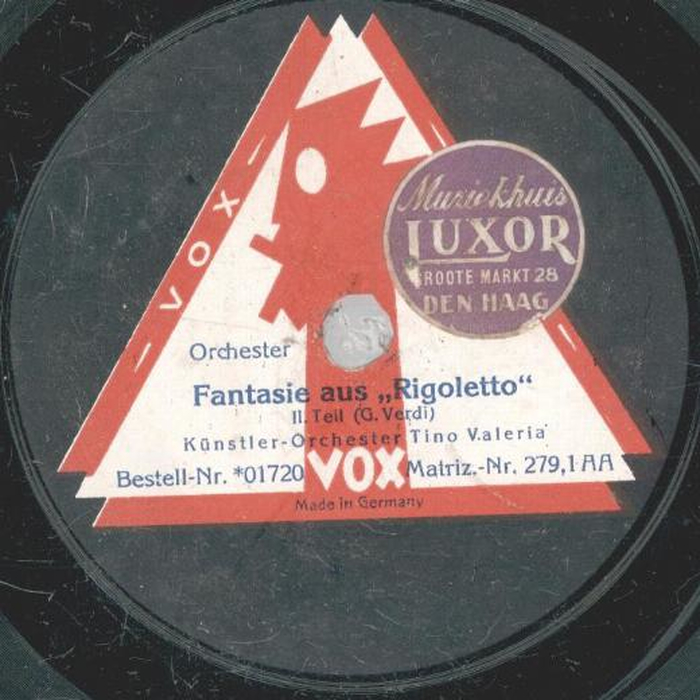 VOX
Muziekhuis
LUXOR
GROOTE MARKT 28
DEN HAAG
Orchester
Fantasie aus „Rigoletto“
II. Teil (G. Verdi)
Künstler-Orchester Tino Valeria
Bestell-Nr. *01720 VOX Matriz.-Nr. 279,1 AA
Made in Germany